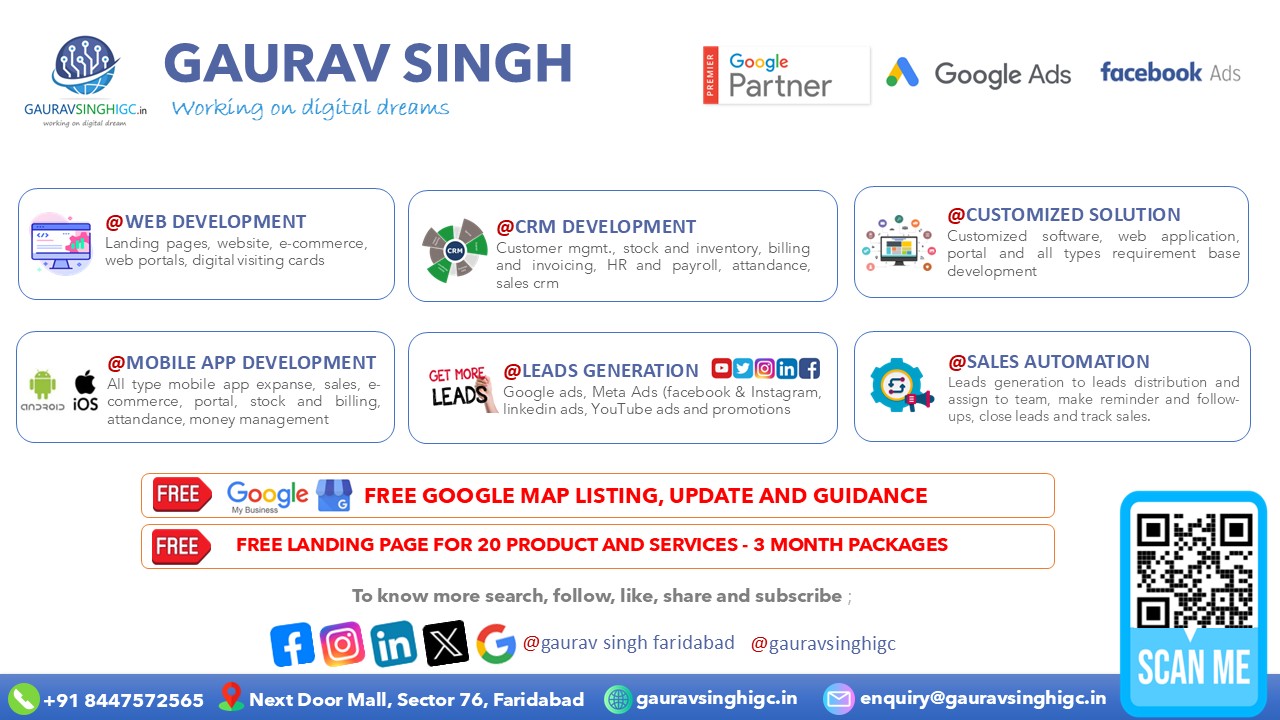 GAURAV SINGH
Working on digital dreams
GAURAVSINGHIGC.in
working on digital dream
PREMIER
Google
Partner
Google Ads
facebook Ads
@WEB DEVELOPMENT
Landing pages, website, e-commerce,
web portals, digital visiting cards
@CRM DEVELOPMENT
Customer mgmt., stock and inventory, billing
and invoicing, HR and payroll, attandance,
sales crm
CRM
@CUSTOMIZED SOLUTION
Customized software, web application,
portal and all types requirement base
development
@MOBILE APP DEVELOPMENT
All type mobile app expanse, sales, e-
commerce, portal, stock and billing,
attandance, money management
ANDROID
iOS
GET MORE
LEADS
@LEADS GENERATION
Google ads, Meta Ads (facebook & Instagram,
linkedin ads, YouTube ads and promotions
@SALES AUTOMATION
Leads generation to leads distribution and
assign to team, make reminder and follow-
ups, close leads and track sales.
FREE
Google
My Business
FREE GOOGLE MAP LISTING, UPDATE AND GUIDANCE
FREE
FREE LANDING PAGE FOR 20 PRODUCT AND SERVICES - 3 MONTH PACKAGES
To know more search, follow, like, share and subscribe ;
@gaurav singh faridabad @gauravsinghigc
SCAN ME
+91 8447572565
Next Door Mall, Sector 76, Faridabad
gauravsinghigc.in
enquiry@gauravsinghigc.in